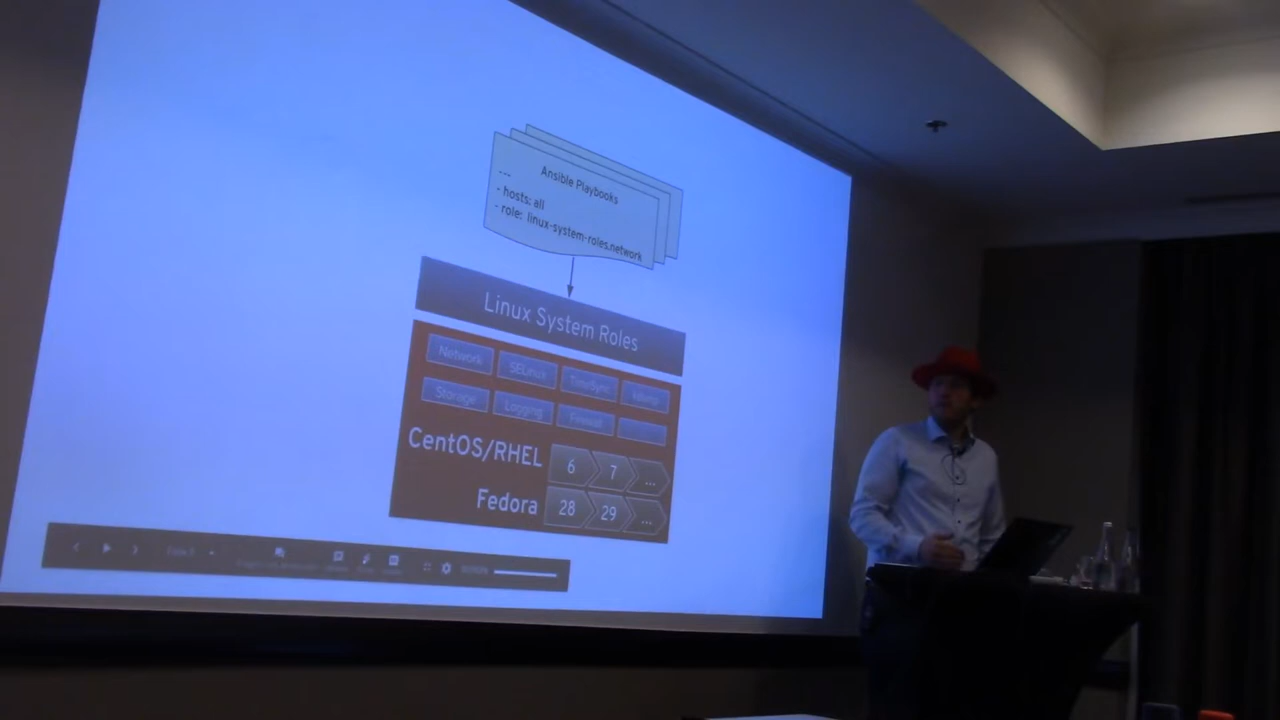 Ansible Playbooks
---
- hosts: all
- role: linux-system-roles.network
Linux System Roles
Network SELinux TimeSync kdump
Storage Logging Firewall
CentOS/RHEL 6 7 ...
Fedora 28 29 ...